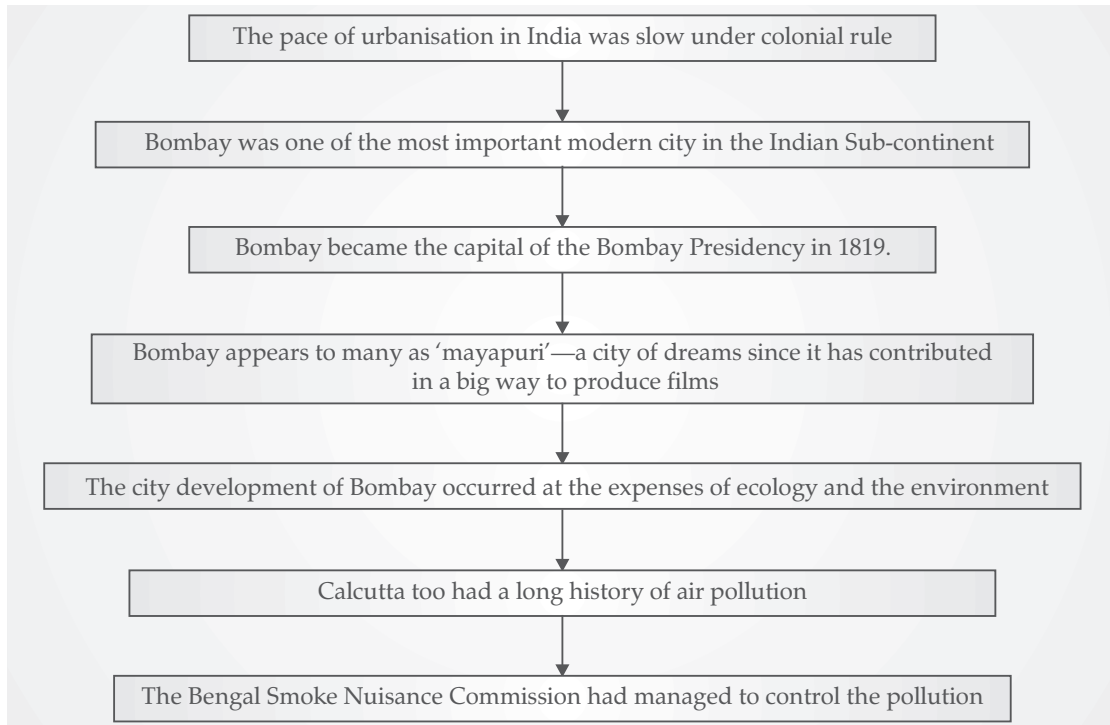 The pace of urbanisation in India was slow under colonial rule
Bombay was one of the most important modern city in the Indian Sub-continent
Bombay became the capital of the Bombay Presidency in 1819.
Bombay appears to many as ‘mayapuri’—a city of dreams since it has contributed
in a big way to produce films
The city development of Bombay occurred at the expenses of ecology and the environment
Calcutta too had a long history of air pollution
The Bengal Smoke Nuisance Commission had managed to control the pollution